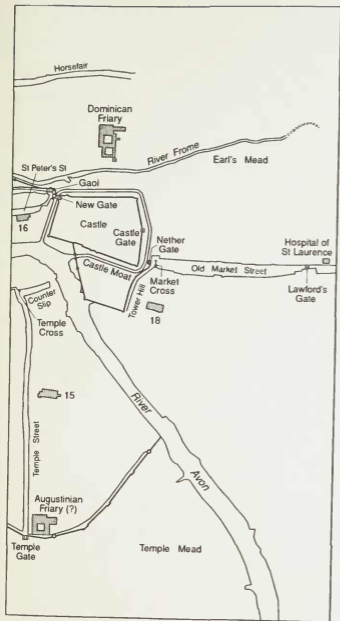 Horsefair
Dominican
Friary
River Frome
Earl's Mead
St Peter's St
Gaol
New Gate
16
Castle
Castle
Gate
Nether
Gate
Hospital of
St Laurence
Castle Moat
Old Market Street
Market
Cross
Lawford's
Gate
Tower Hill
18
Counter
Slip
Temple
Cross
15
River
Avon
Temple Street
Augustinian
Friary (?)
Temple
Gate
Temple Mead